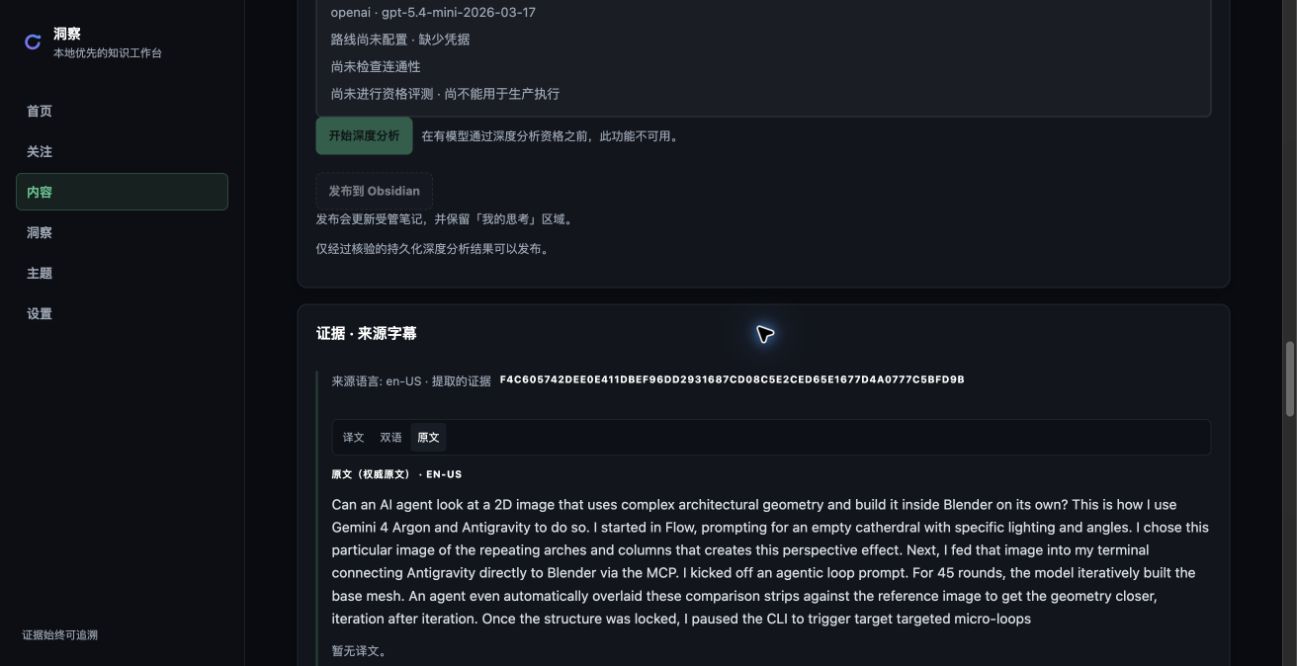 洞察
本地优先的知识工作台
首页
关注
内容
洞察
主题
设置
证据始终可追溯
openai · gpt-5.4-mini-2026-03-17
路线尚未配置 · 缺少凭据
尚未检查连通性
尚未进行资格评测 · 尚不能用于生产执行
开始深度分析 在有模型通过深度分析资格之前，此功能不可用。
发布到 Obsidian
发布会更新受管笔记，并保留「我的思考」区域。
仅经过核验的持久化深度分析结果可以发布。
证据 · 来源字幕
来源语言: en-US · 提取的证据 F4C605742DEE0E411DBEF96DD2931687CD08C5E2CED65E1677D4A0777C5BFD9B
译文 双语 原文
原文（权威原文） · EN-US
Can an AI agent look at a 2D image that uses complex architectural geometry and build it inside Blender on its own? This is how I use
Gemini 4 Argon and Antigravity to do so. I started in Flow, prompting for an empty catherdral with specific lighting and angles. I chose this
particular image of the repeating arches and columns that creates this perspective effect. Next, I fed that image into my terminal
connecting Antigravity directly to Blender via the MCP. I kicked off an agentic loop prompt. For 45 rounds, the model iteratively built the
base mesh. An agent even automatically overlaid these comparison strips against the reference image to get the geometry closer,
iteration after iteration. Once the structure was locked, I paused the CLI to trigger target targeted micro-loops
暂无译文。